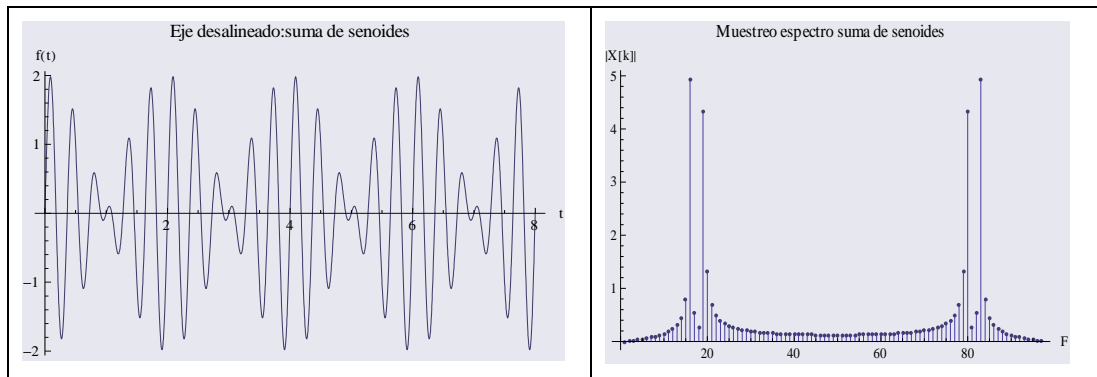 Eje desalineado:suma de senoides
f(t)
2
1
-1
-2
2
4
6
8
t
Muestreo espectro suma de senoides
|X[k]|
5
4
3
2
1
20
40
60
80
F